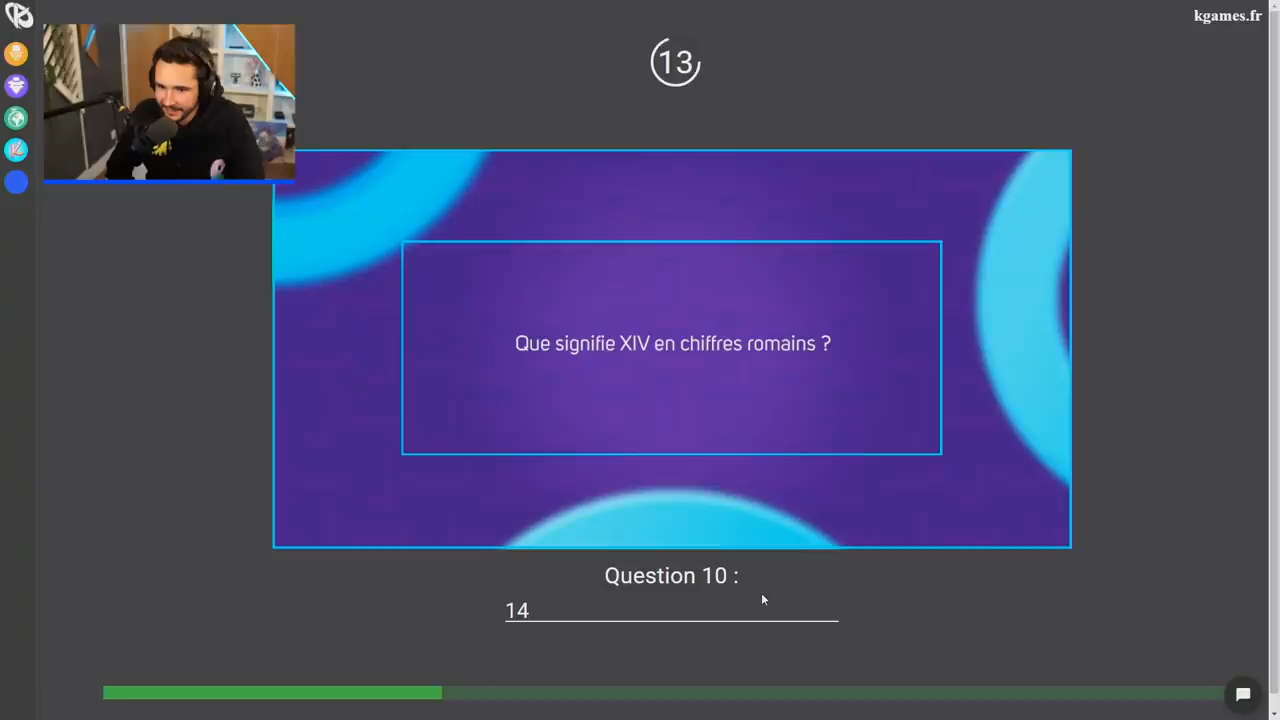 kgames.fr
13
Que signifie XIV en chiffres romains ?
Question 10 :
14